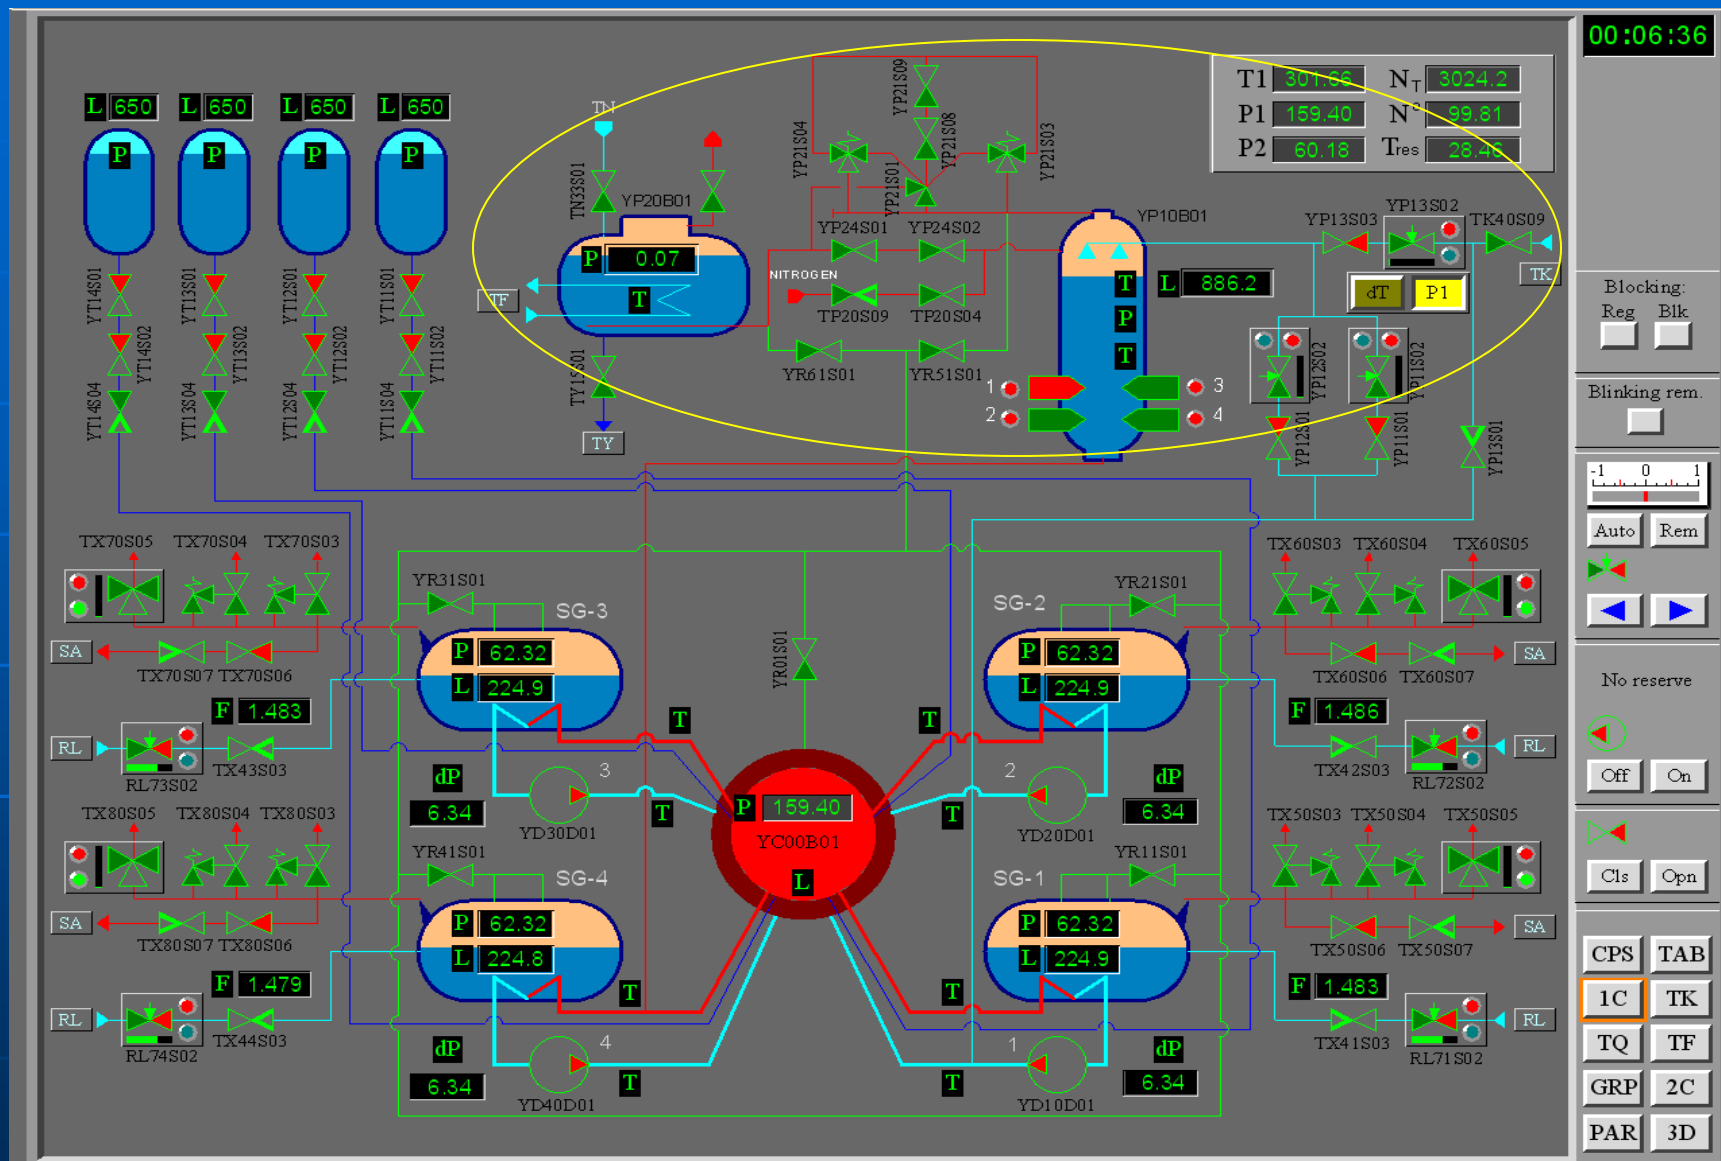 00:06:36
T1 301.66 NT 3024.2
P1 159.40 N° 99.81
P2 60.18 Tres 28.46
L 650 L 650 L 650 L 650
P P P P
TN
TN33S01
YP20B01
P 0.07
T
TF
TY15S01
TY
YP21S04
YP21S09
YP21S08
YP21S03
YP21S01
YP24S01 YP24S02
NITROGEN
TP20S09 TP20S04
YR61S01 YR51S01
YP10B01
T
P
T
L 886.2
1
2
3
4
YP13S03 YP13S02 TK40S09
TK
dT P1
YP12S02
YP11S02
YP12S01
YP11S01
YP13S01
YT14S01
YT13S01
YT12S01
YT11S01
YT14S02
YT13S02
YT12S02
YT11S02
YT14S04
YT13S04
YT12S04
YT11S04
TX70S05 TX70S04 TX70S03
SA
TX70S07 TX70S06
F 1.483
RL
RL73S02
TX43S03
YR31S01
SG-3
P 62.32
L 224.9
T
3
dP
6.34
YD30D01
T
YR01S01
SG-2
YR21S01
P 62.32
L 224.9
T
2
dP
6.34
YD20D01
T
TX60S03 TX60S04 TX60S05
SA
TX60S06 TX60S07
F 1.486
RL
TX42S03
RL72S02
P 159.40
YC00B01
L
TX80S05 TX80S04 TX80S03
SA
TX80S07 TX80S06
F 1.479
RL
RL74S02
TX44S03
YR41S01
SG-4
P 62.32
L 224.8
T
4
dP
6.34
YD40D01
T
SG-1
YR11S01
P 62.32
L 224.9
T
1
dP
6.34
YD10D01
T
TX50S03 TX50S04 TX50S05
SA
TX50S06 TX50S07
F 1.483
RL
TX41S03
RL71S02
Blocking:
Reg Blk
Blinking rem.
-1 0 1
Auto Rem
No reserve
Off On
Cls Opn
CPS TAB
1C TK
TQ TF
GRP 2C
PAR 3D